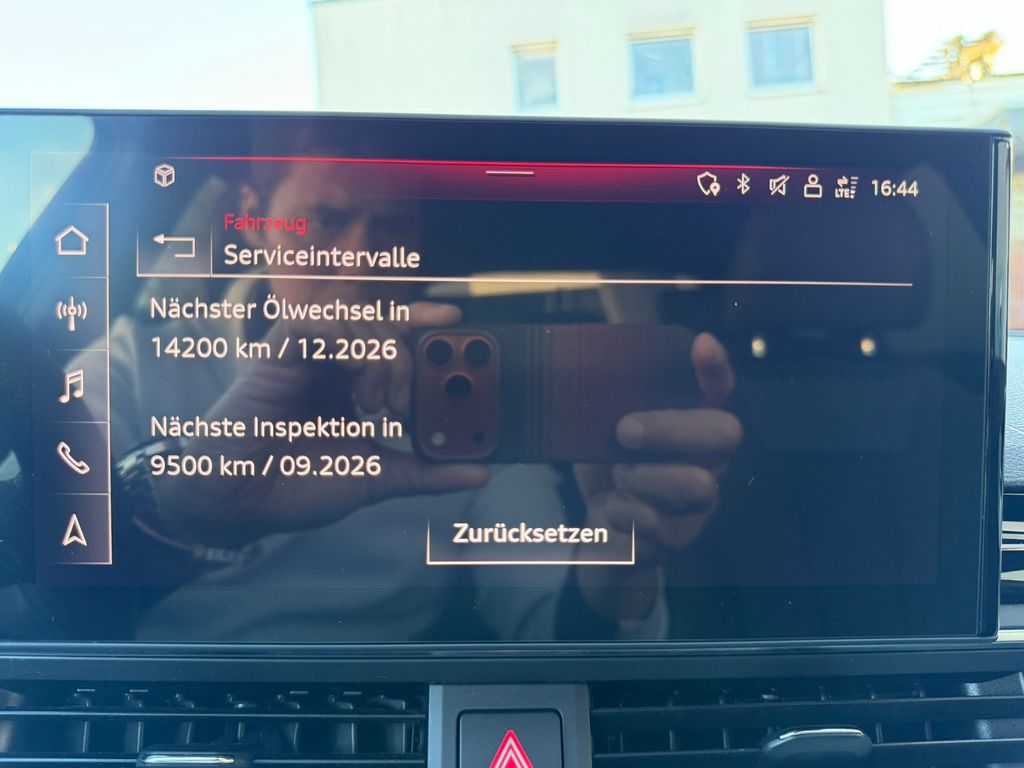 LTE
16:44
Fahrzeug
Serviceintervalle
Nächster Ölwechsel in
14200 km / 12.2026
Nächste Inspektion in
9500 km / 09.2026
Zurücksetzen